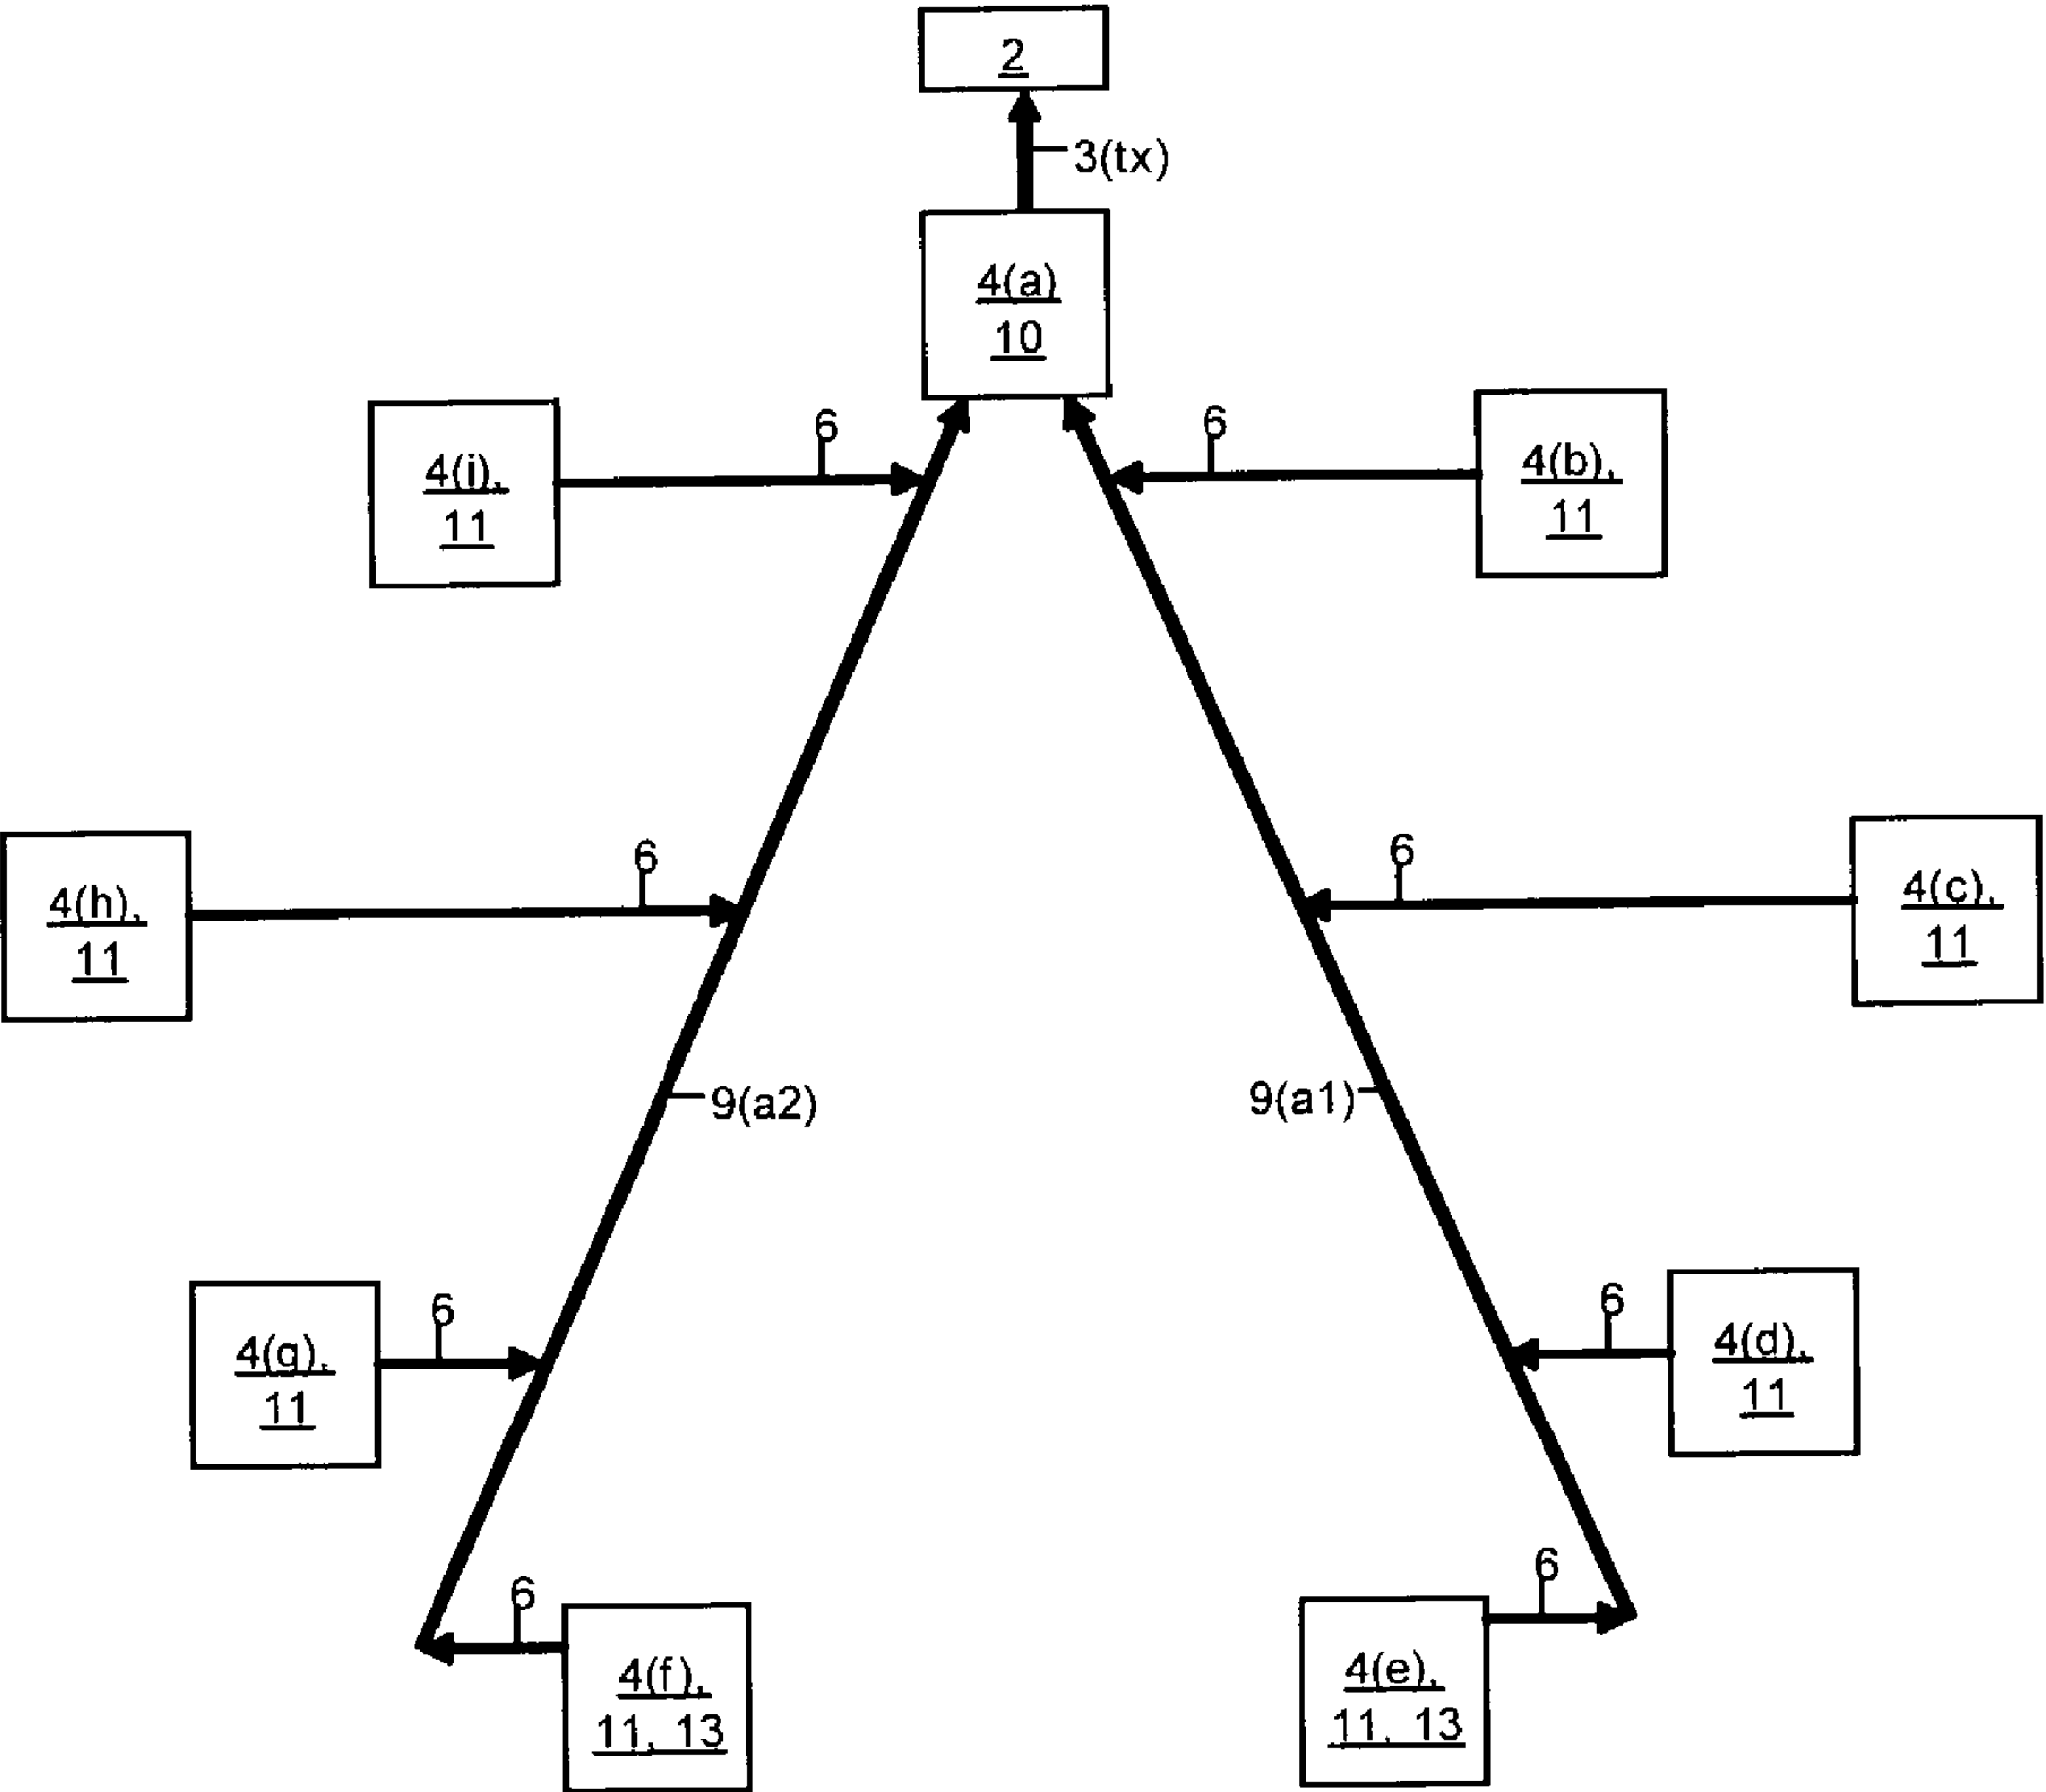 2
3(tx)
4(a)
10
6
6
4(i),
11
4(b),
11
6
6
4(h),
11
4(c),
11
9(a2)
9(a1)
6
6
4(g),
11
4(d),
11
6
6
4(f),
11, 13
4(e),
11, 13